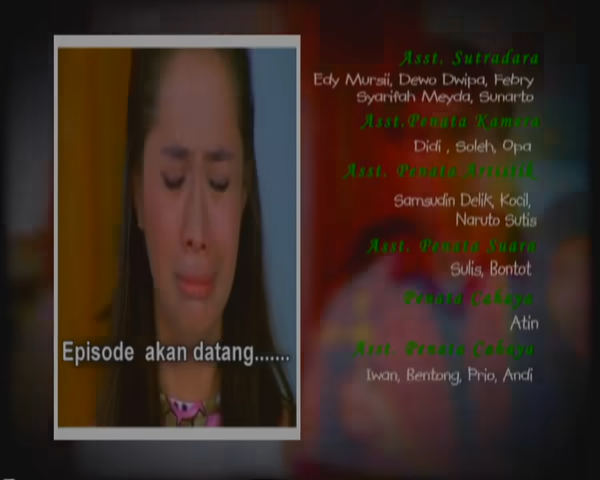 Episode akan datang.......
Asst. Sutradara
Edy Mursii, Dewo Dwipa, Febry
Syarifah Meyda, Sunarto
Asst.Penata Kamera
Didi , Soleh, Opa
Asst. Penata Artistik
Samsudin Delik, Kocil,
Naruto Sutis
Asst. Penata Suara
Sulis, Bontot
Penata Cahaya
Atin
Asst. Penata Cahaya
Iwan, Bentong, Prio, Andi